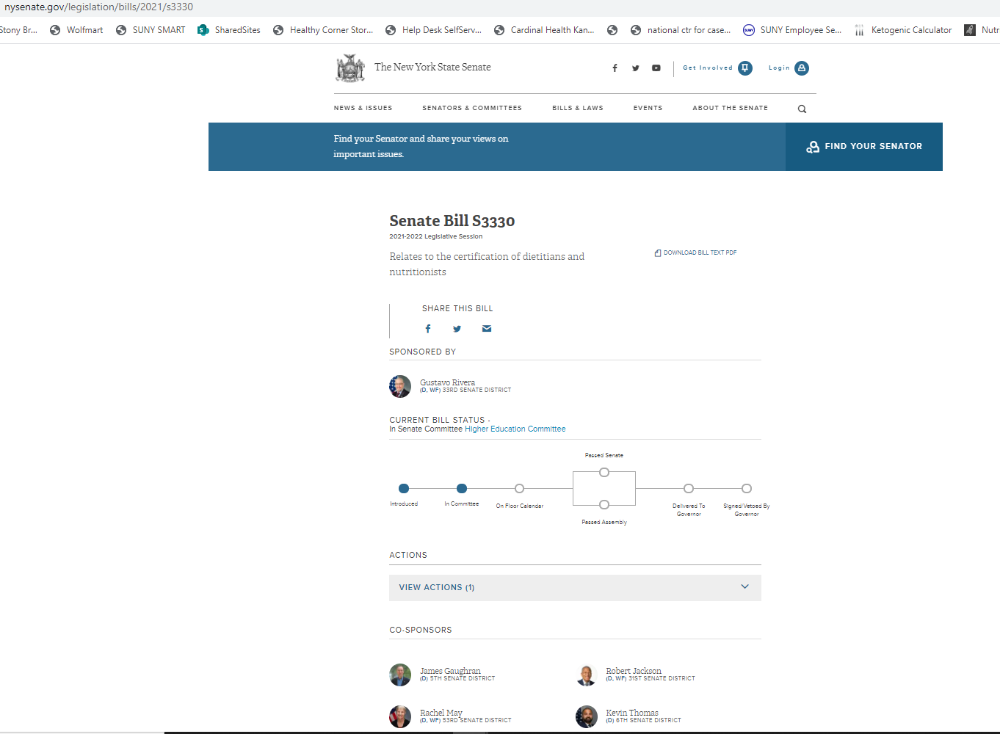 nysenate.gov/legislation/bills/2021/s3330
Stony Br... Wolfmart SUNY SMART SharedSites Healthy Corner Stor... Help Desk SelfServ... Cardinal Health Kan... national ctr for case... SUNY Employee Se... Ketogenic Calculator Nutr
The New York State Senate
Get Involved Login
NEWS & ISSUES SENATORS & COMMITTEES BILLS & LAWS EVENTS ABOUT THE SENATE
Find your Senator and share your views on
important issues.
FIND YOUR SENATOR
Senate Bill S3330
2021-2022 Legislative Session
Relates to the certification of dietitians and
nutritionists
DOWNLOAD BILL TEXT PDF
SHARE THIS BILL
SPONSORED BY
Gustavo Rivera
(D, WF) 33RD SENATE DISTRICT
CURRENT BILL STATUS -
In Senate Committee Higher Education Committee
Passed Senate
Introduced
In Committee
On Floor Calendar
Passed Assembly
Delivered To
Governor
Signed/Vetoed By
Governor
ACTIONS
VIEW ACTIONS (1)
CO-SPONSORS
James Gaughran
(D) 5TH SENATE DISTRICT
Robert Jackson
(D, WF) 31ST SENATE DISTRICT
Rachel May
(D, WF) 53RD SENATE DISTRICT
Kevin Thomas
(D) 6TH SENATE DISTRICT